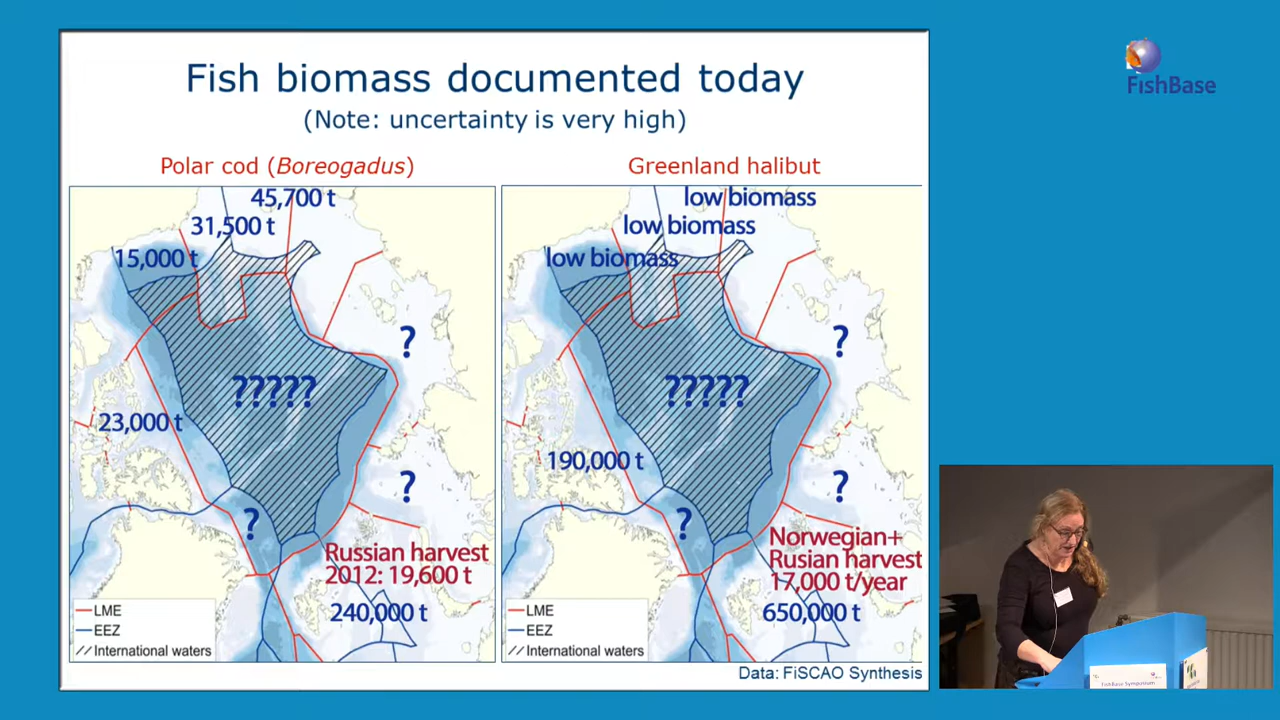 Fish biomass documented today
(Note: uncertainty is very high)
FishBase
Polar cod (Boreogadus)
45,700 t
31,500 t
15,000 t
?
?????
23,000 t
?
?
Russian harvest
2012: 19,600 t
240,000 t
LME
EEZ
International waters
Greenland halibut
low biomass
low biomass
low biomass
?
?????
190,000 t
?
?
Norwegian+
Rusian harvest
17,000 t/year
650,000 t
LME
EEZ
International waters
Data: FiSCAO Synthesis
FishBase Symposium